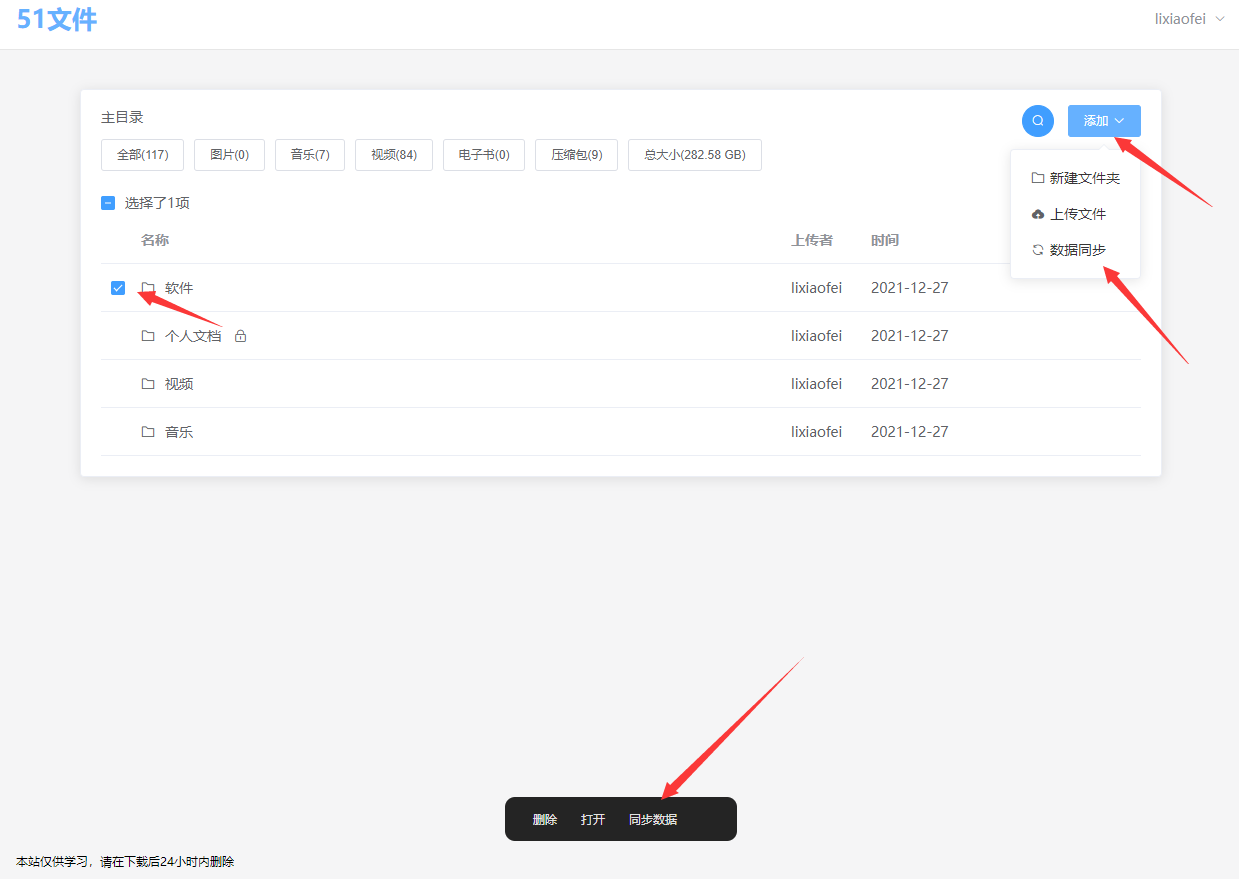 51文件
lixiaofei
主目录
添加
全部(117) 图片(0) 音乐(7) 视频(84) 电子书(0) 压缩包(9) 总大小(282.58 GB)
新建文件夹
上传文件
数据同步
选择了1项
名称 上传者 时间
软件 lixiaofei 2021-12-27
个人文档 lixiaofei 2021-12-27
视频 lixiaofei 2021-12-27
音乐 lixiaofei 2021-12-27
删除 打开 同步数据
本站仅供学习，请在下载后24小时内删除